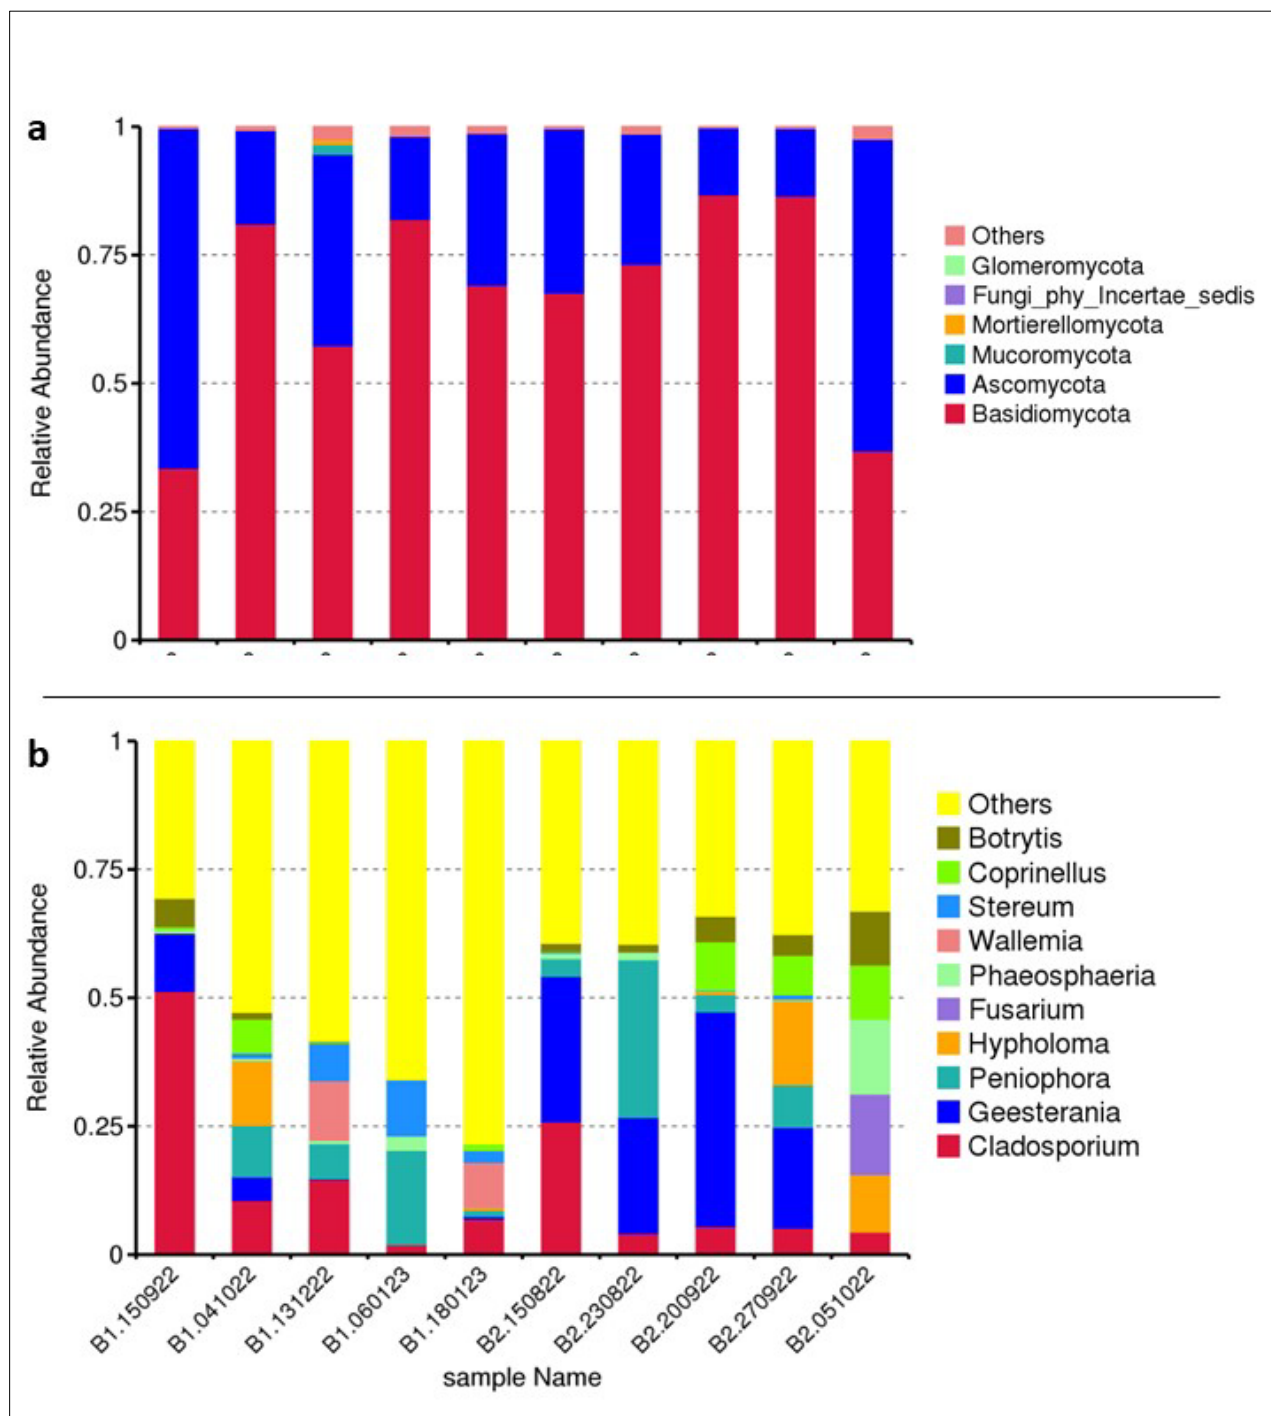 a
1
0.75
0.5
0.25
0
Relative Abundance
Others
Glomeromycota
Fungi_phy_Incertae_sedis
Mortierellomycota
Mucoromycota
Ascomycota
Basidiomycota
b
1
0.75
0.5
0.25
0
Relative Abundance
Others
Botrytis
Coprinellus
Stereum
Wallemia
Phaeosphaeria
Fusarium
Hypholoma
Peniophora
Geesterania
Cladosporium
B1.150922
B1.041022
B1.131222
B1.060123
B1.180123
B2.150822
B2.230822
B2.200922
B2.270922
B2.051022
sample Name